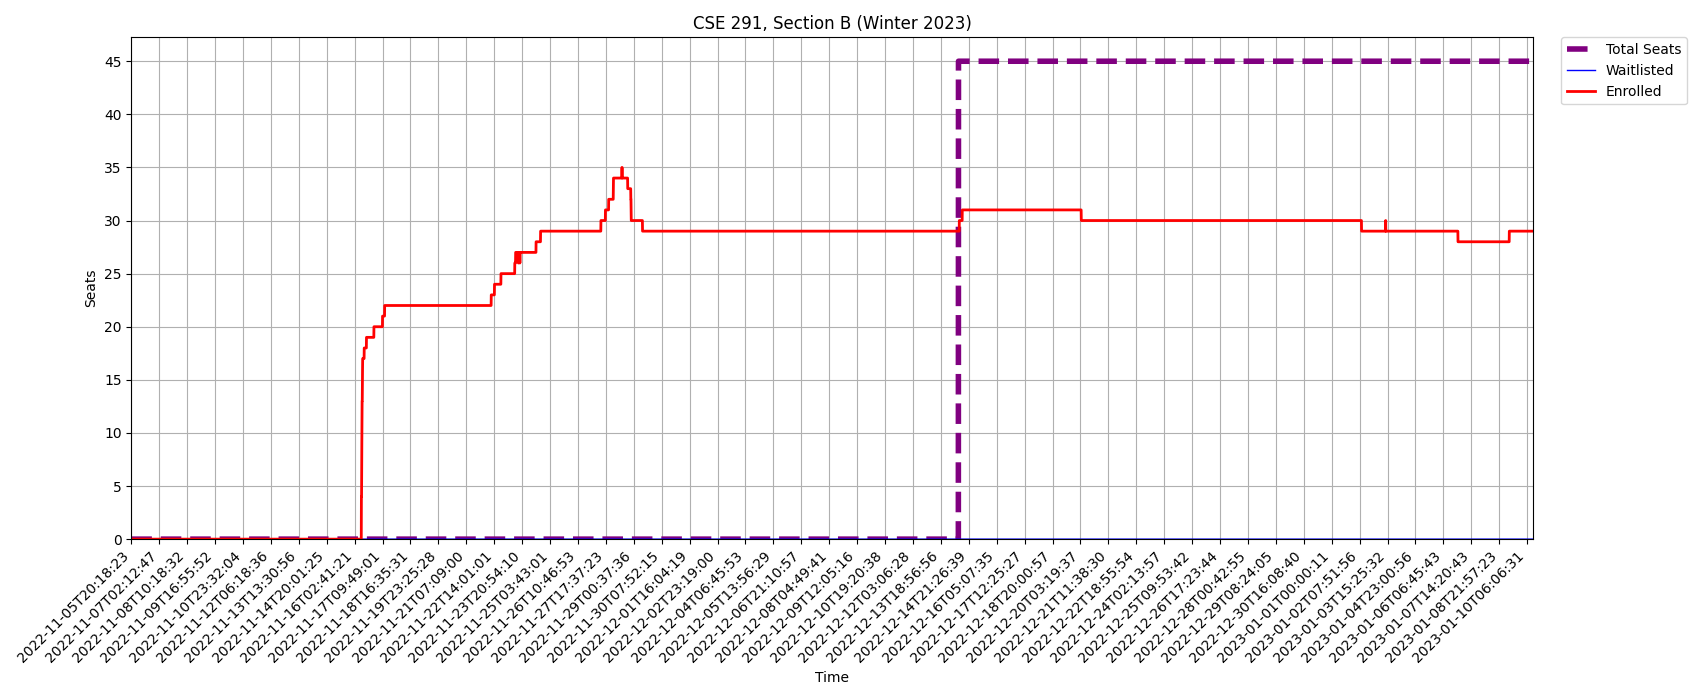 CSE 291, Section B (Winter 2023)
Total Seats
Waitlisted
Enrolled
Seats
45
40
35
30
25
20
15
10
5
0
2022-11-05T20:18:23
2022-11-07T02:12:47
2022-11-08T10:18:32
2022-11-09T16:55:52
2022-11-10T23:32:04
2022-11-12T06:18:36
2022-11-13T13:30:56
2022-11-14T20:01:25
2022-11-16T02:41:21
2022-11-17T09:49:01
2022-11-18T16:35:31
2022-11-19T23:25:28
2022-11-21T07:09:00
2022-11-22T14:01:01
2022-11-23T20:54:10
2022-11-25T03:43:01
2022-11-26T10:46:53
2022-11-27T17:37:23
2022-11-29T00:37:36
2022-11-30T07:52:15
2022-12-01T16:04:19
2022-12-02T23:19:00
2022-12-04T06:45:53
2022-12-05T13:56:29
2022-12-06T21:10:57
2022-12-08T04:49:41
2022-12-09T12:05:16
2022-12-10T19:20:38
2022-12-12T03:06:28
2022-12-13T18:56:56
2022-12-14T21:26:39
2022-12-16T05:07:35
2022-12-17T12:25:27
2022-12-18T20:00:57
2022-12-20T03:19:37
2022-12-21T11:38:30
2022-12-22T18:55:54
2022-12-24T02:13:57
2022-12-25T09:53:42
2022-12-26T17:23:44
2022-12-28T00:42:55
2022-12-29T08:24:05
2022-12-30T16:08:40
2023-01-01T00:00:11
2023-01-02T07:51:56
2023-01-03T15:25:32
2023-01-04T23:00:56
2023-01-06T06:45:43
2023-01-07T14:20:43
2023-01-08T21:57:23
2023-01-10T06:06:31
Time